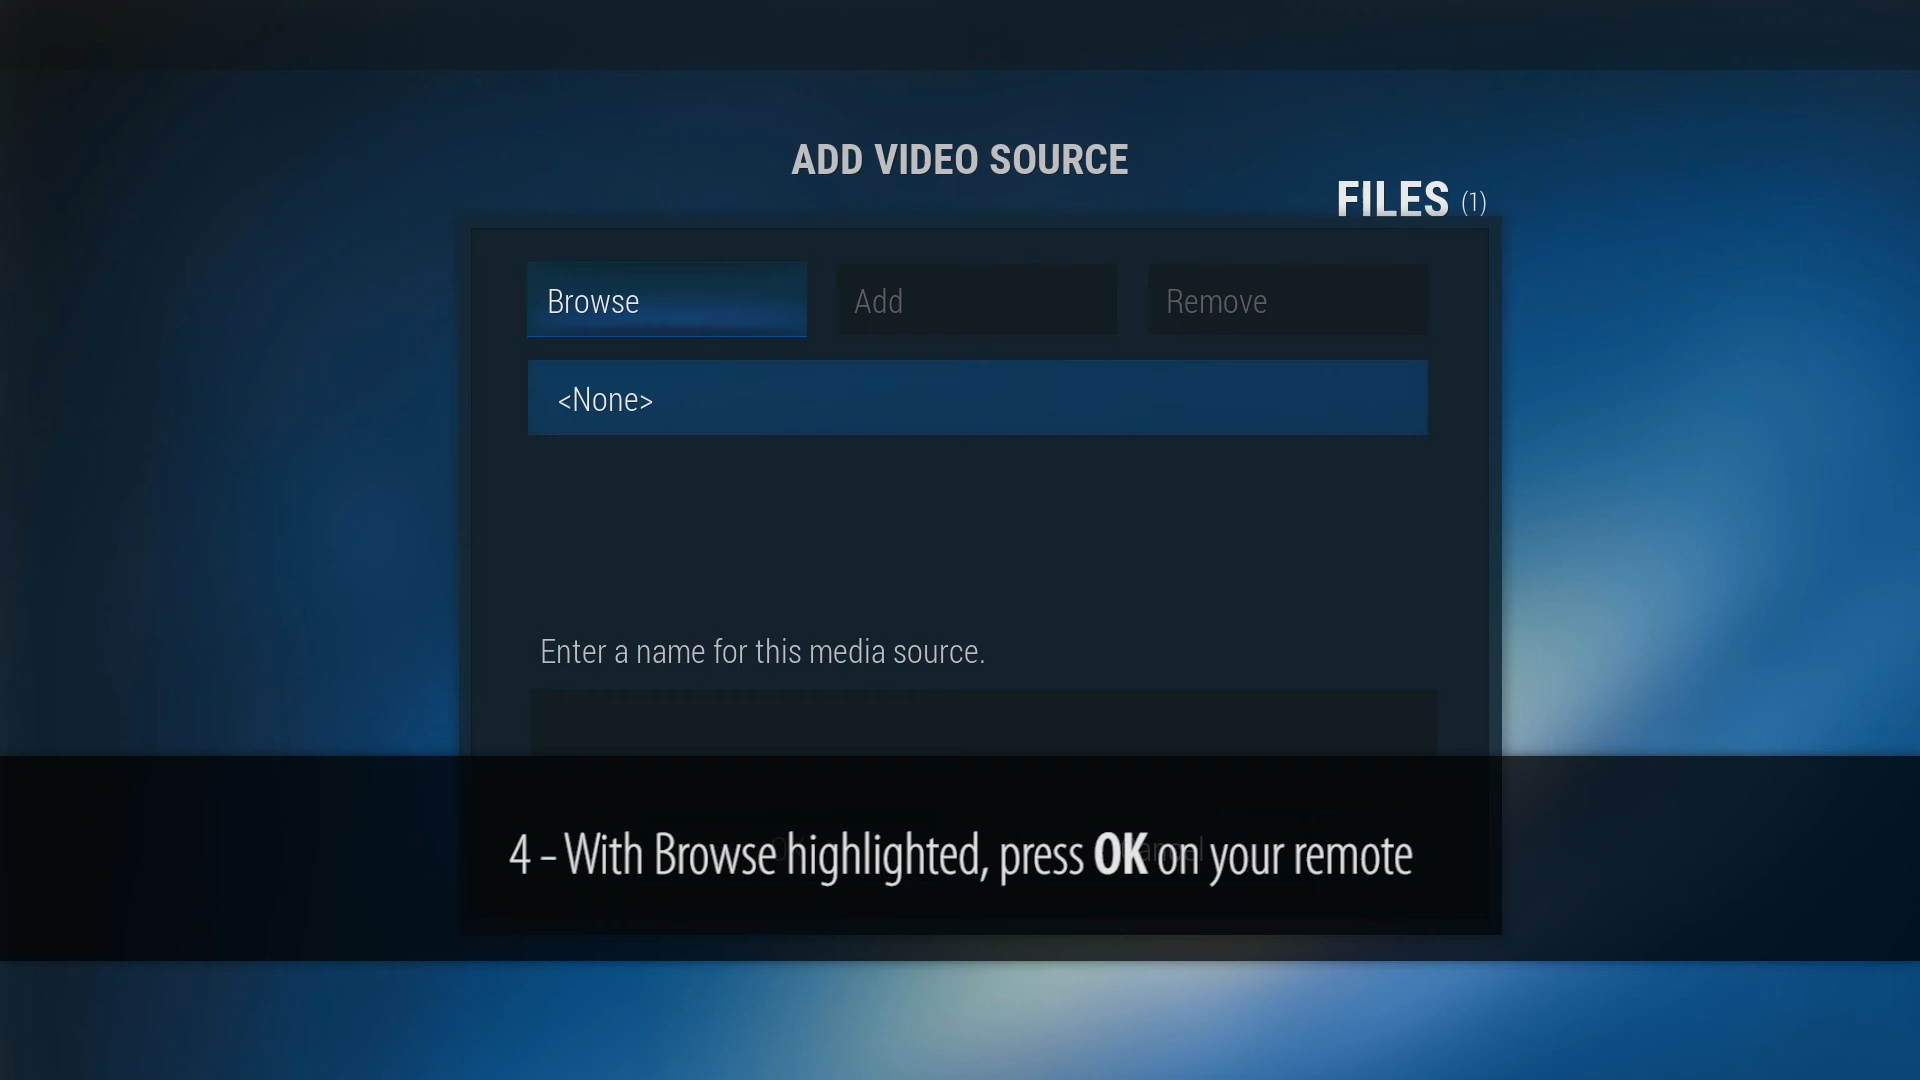 ADD VIDEO SOURCE
FILES (1)
Browse Add Remove
<None>
Enter a name for this media source.
4 – With Browse highlighted, press OK on your remote